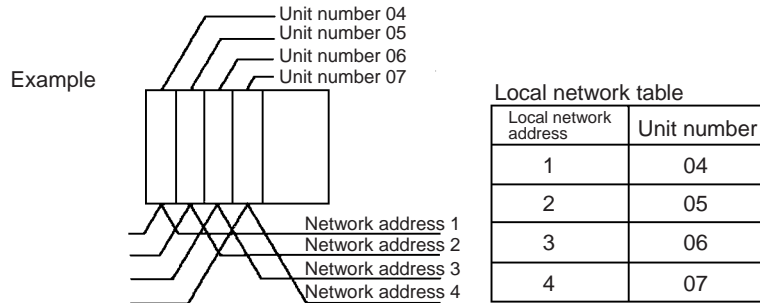 Unit number 04
Unit number 05
Unit number 06
Unit number 07
Example
Network address 1
Network address 2
Network address 3
Network address 4
Local network table
Local network
address
Unit number
1
04
2
05
3
06
4
07